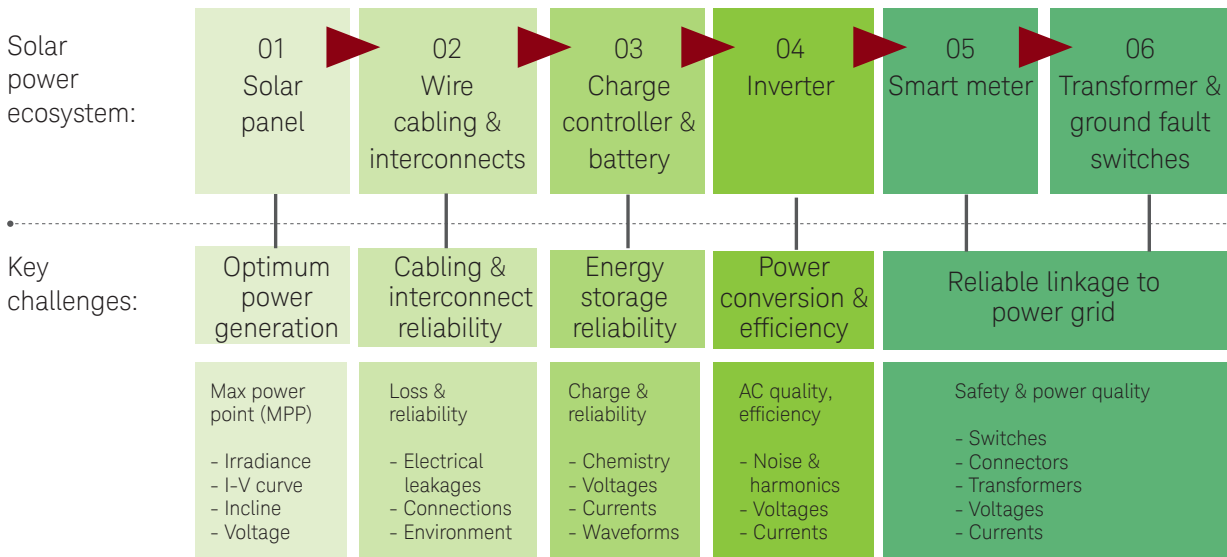 Solar
power
ecosystem:
01
Solar
panel
02
Wire
cabling &
interconnects
03
Charge
controller &
battery
04
Inverter
05
Smart meter
06
Transformer &
ground fault
switches
Key
challenges:
Optimum
power
generation
Cabling &
interconnect
reliability
Energy
storage
reliability
Power
conversion &
efficiency
Reliable linkage to
power grid
Max power
point (MPP)
- Irradiance
- I-V curve
- Incline
- Voltage
Loss &
reliability
- Electrical
leakages
- Connections
- Environment
Charge &
reliability
- Chemistry
- Voltages
- Currents
- Waveforms
AC quality,
efficiency
- Noise &
harmonics
- Voltages
- Currents
Safety & power quality
- Switches
- Connectors
- Transformers
- Voltages
- Currents